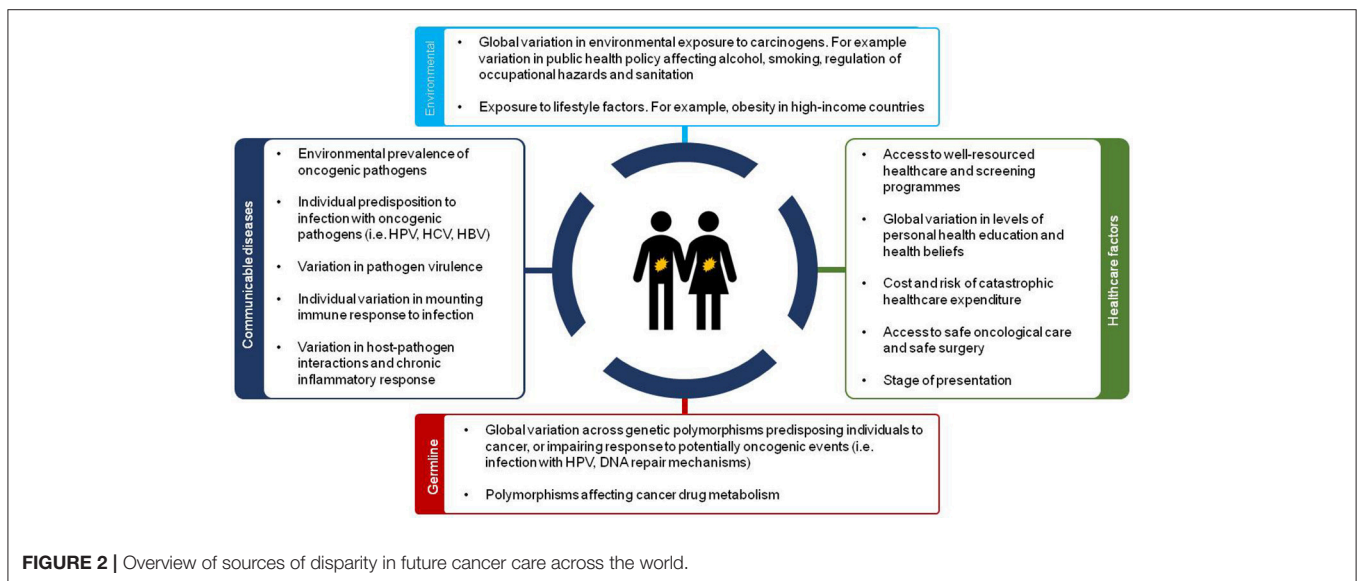 Environmental
• Global variation in environmental exposure to carcinogens. For example
variation in public health policy affecting alcohol, smoking, regulation of
occupational hazards and sanitation
• Exposure to lifestyle factors. For example, obesity in high-income countries
Communicable diseases
• Environmental prevalence of
oncogenic pathogens
• Individual predisposition to
infection with oncogenic
pathogens (i.e. HPV, HCV, HBV)
• Variation in pathogen virulence
• Individual variation in mounting
immune response to infection
• Variation in host-pathogen
interactions and chronic
inflammatory response
• Access to well-resourced
healthcare and screening
programmes
• Global variation in levels of
personal health education and
health beliefs
• Cost and risk of catastrophic
healthcare expenditure
• Access to safe oncological care
and safe surgery
• Stage of presentation
Healthcare factors
Germline
• Global variation across genetic polymorphisms predisposing individuals to
cancer, or impairing response to potentially oncogenic events (i.e.
infection with HPV, DNA repair mechanisms)
• Polymorphisms affecting cancer drug metabolism
FIGURE 2 | Overview of sources of disparity in future cancer care across the world.